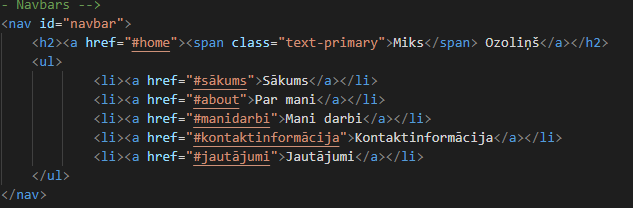 - Navbars -->
<nav id="navbar">
<h2><a href="#home"><span class="text-primary">Miks</span> Ozoliņš</a></h2>
<ul>
<li><a href="#sākums">Sākums</a></li>
<li><a href="#about">Par mani</a></li>
<li><a href="#manidarbi">Mani darbi</a></li>
<li><a href="#kontaktinformācija">Kontaktinformācija</a></li>
<li><a href="#jautājumi">Jautājumi</a></li>
</ul>
</nav>